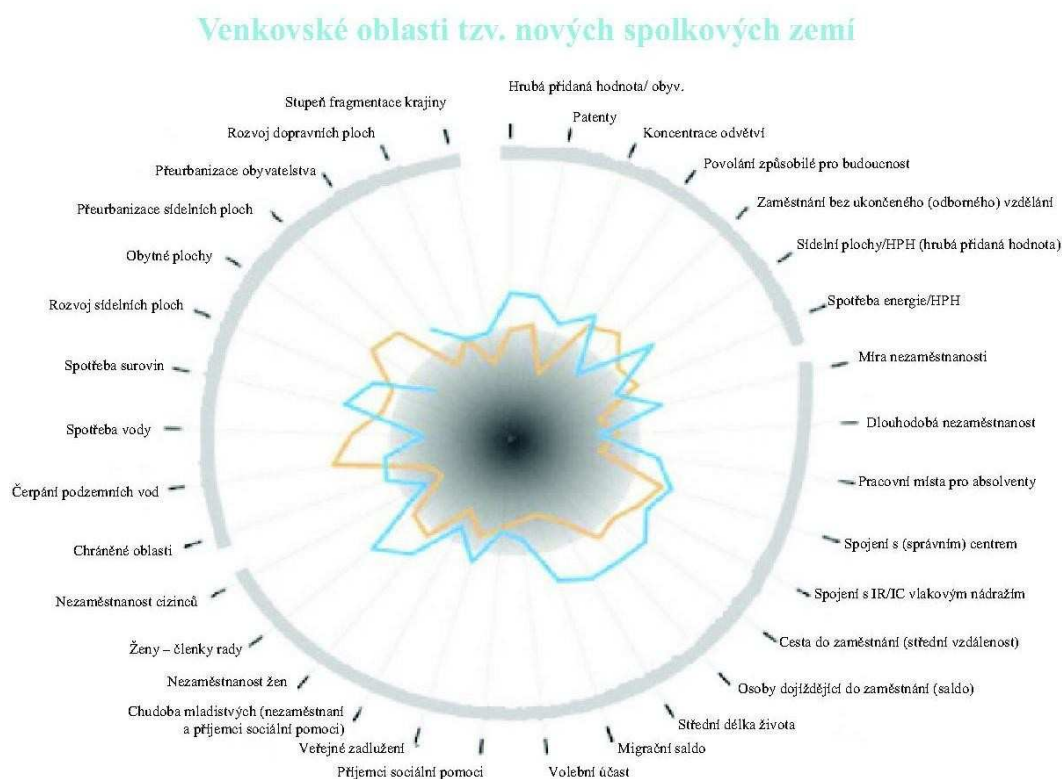 Venkovské oblasti tzv. nových spolkových zemí
Hrubá přidaná hodnota/ obyv.
Patenty
Koncentrace odvětví
Povolání způsobilé pro budoucnost
Zaměstnání bez ukončeného (odborného) vzdělání
Sídelní plochy/HPH (hrubá přidaná hodnota)
Spotřeba energie/HPH
Míra nezaměstnanosti
Dlouhodobá nezaměstnanost
Pracovní místa pro absolventy
Spojení s (správním) centrem
Spojení s IR/IC vlakovým nádražím
Cesta do zaměstnání (střední vzdálenost)
Osoby dojíždějící do zaměstnání (saldo)
Střední délka života
Migrační saldo
Volební účast
Příjemci sociální pomoci
Veřejné zadlužení
Chudoba mladistvých (nezaměstnaní
a příjemci sociální pomoci)
Nezaměstnanost žen
Ženy – členky rady
Nezaměstnanost cizinců
Chráněné oblasti
Čerpání podzemních vod
Spotřeba vody
Spotřeba surovin
Rozvoj sídelních ploch
Obytné plochy
Přeurbanizace sídelních ploch
Přeurbanizace obyvatelstva
Rozvoj dopravních ploch
Stupeň fragmentace krajiny